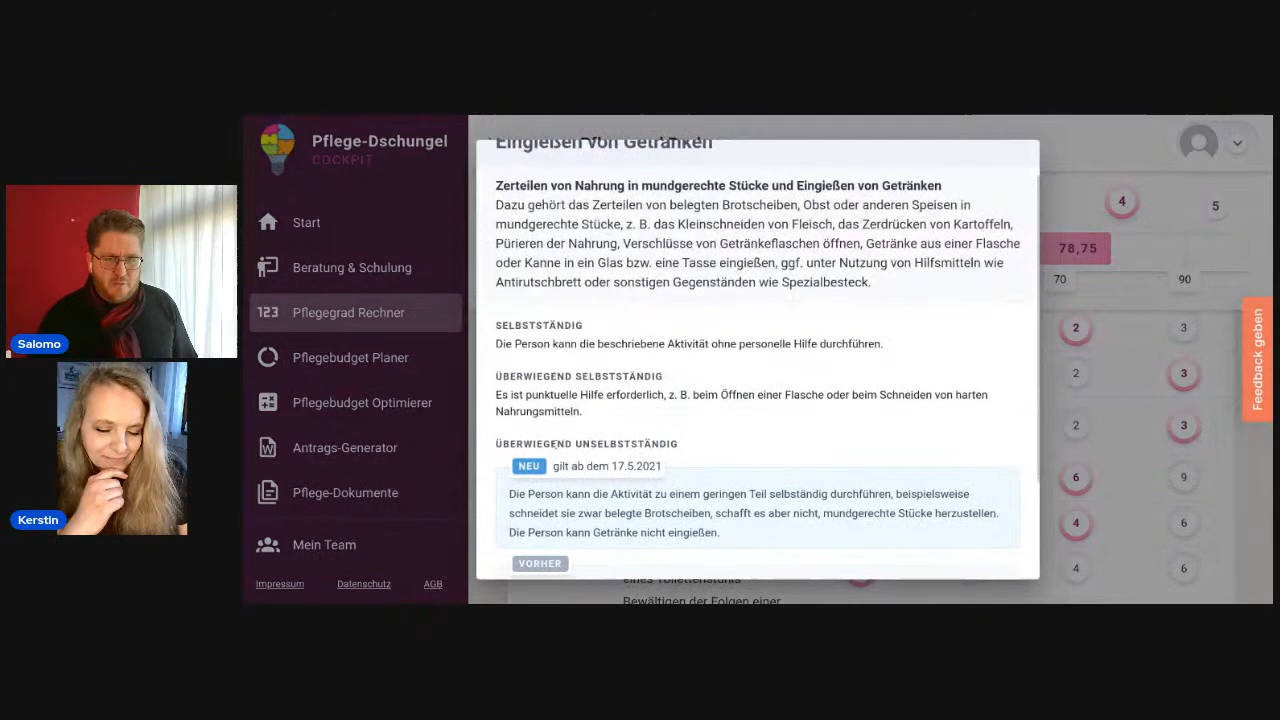 Pflege-Dschungel
COCKPIT
Start
Beratung & Schulung
123 Pflegegrad Rechner
Pflegebudget Planer
Pflegebudget Optimierer
Antrags-Generator
Pflege-Dokumente
Mein Team
Impressum Datenschutz AGB
Salomo
Kerstin
Eingießen von Getränken
Zerteilen von Nahrung in mundgerechte Stücke und Eingießen von Getränken
Dazu gehört das Zerteilen von belegten Brotscheiben, Obst oder anderen Speisen in
mundgerechte Stücke, z. B. das Kleinschneiden von Fleisch, das Zerdrücken von Kartoffeln,
Pürieren der Nahrung, Verschlüsse von Getränkeflaschen öffnen, Getränke aus einer Flasche
oder Kanne in ein Glas bzw. eine Tasse eingießen, ggf. unter Nutzung von Hilfsmitteln wie
Antirutschbrett oder sonstigen Gegenständen wie Spezialbesteck.
SELBSTSTÄNDIG
Die Person kann die beschriebene Aktivität ohne personelle Hilfe durchführen.
ÜBERWIEGEND SELBSTSTÄNDIG
Es ist punktuelle Hilfe erforderlich, z. B. beim Öffnen einer Flasche oder beim Schneiden von harten
Nahrungsmitteln.
ÜBERWIEGEND UNSELBSTSTÄNDIG
NEU gilt ab dem 17.5.2021
Die Person kann die Aktivität zu einem geringen Teil selbständig durchführen, beispielsweise
schneidet sie zwar belegte Brotscheiben, schafft es aber nicht, mundgerechte Stücke herzustellen.
Die Person kann Getränke nicht eingießen.
VORHER
eines Toilettenstuhls
Bewältigen der Folgen einer
4 5
78,75
70 90
2 3
2 3
2 3
6 9
4 6
4 6
Feedback geben